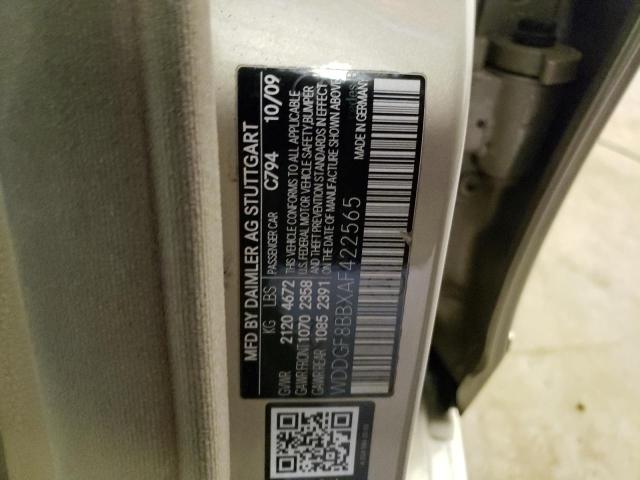 MFD BY DAIMLER AG STUTTGART
PASSENGER CAR C794 10/09
KG LBS
GVWR 2120 4672
GAWR FRONT 1070 2358
GAWR REAR 1085 2391
THIS VEHICLE CONFORMS TO ALL APPLICABLE
U.S. FEDERAL MOTOR VEHICLE SAFETY, BUMPER
AND THEFT PREVENTION STANDARDS IN EFFECT
ON THE DATE OF MANUFACTURE SHOWN ABOVE
WDDGF8BBXAF422565
MADE IN GERMANY